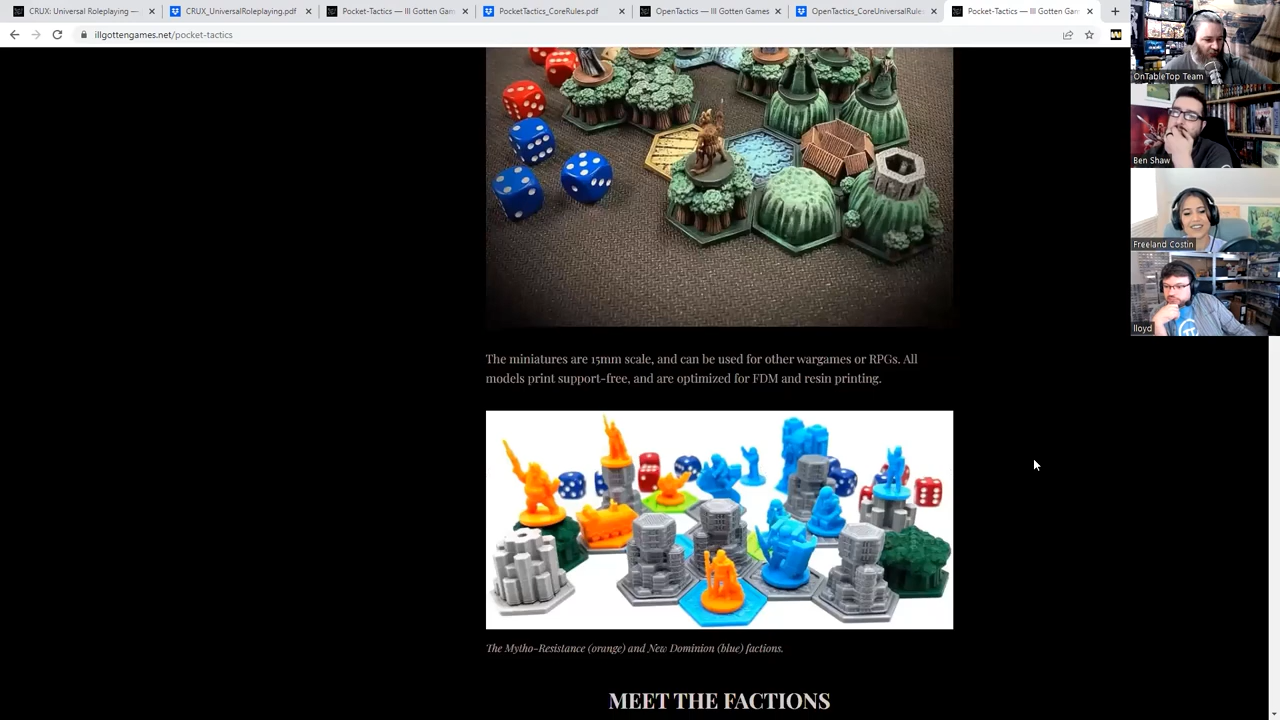 CRUX: Universal Roleplaying —
CRUX_UniversalRoleplaying.pdf
Pocket-Tactics — Ill Gotten Gam
PocketTactics_CoreRules.pdf
OpenTactics — Ill Gotten Games
OpenTactics_CoreUniversalRules
Pocket-Tactics — Ill Gotten Gam
illgottengames.net/pocket-tactics
OnTableTop Team
Ben Shaw
Freeland Costin
lloyd
The miniatures are 15mm scale, and can be used for other wargames or RPGs. All
models print support-free, and are optimized for FDM and resin printing.
The Mytho-Resistance (orange) and New Dominion (blue) factions.
MEET THE FACTIONS